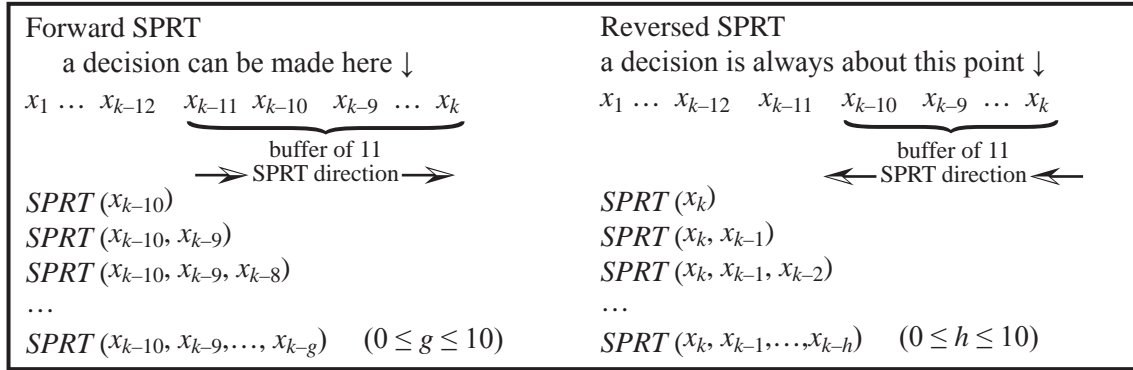 Forward SPRT
a decision can be made here ↓
x₁ … xₖ₋₁₂ xₖ₋₁₁ xₖ₋₁₀ xₖ₋₉ … xₖ
buffer of 11
SPRT direction
SPRT (xₖ₋₁₀)
SPRT (xₖ₋₁₀, xₖ₋₉)
SPRT (xₖ₋₁₀, xₖ₋₉, xₖ₋₈)
…
SPRT (xₖ₋₁₀, xₖ₋₉,…, xₖ₋g) (0 ≤ g ≤ 10)
Reversed SPRT
a decision is always about this point ↓
x₁ … xₖ₋₁₂ xₖ₋₁₁ xₖ₋₁₀ xₖ₋₉ … xₖ
buffer of 11
SPRT direction
SPRT (xₖ)
SPRT (xₖ, xₖ₋₁)
SPRT (xₖ, xₖ₋₁, xₖ₋₂)
…
SPRT (xₖ, xₖ₋₁,…,xₖ₋ₕ) (0 ≤ h ≤ 10)